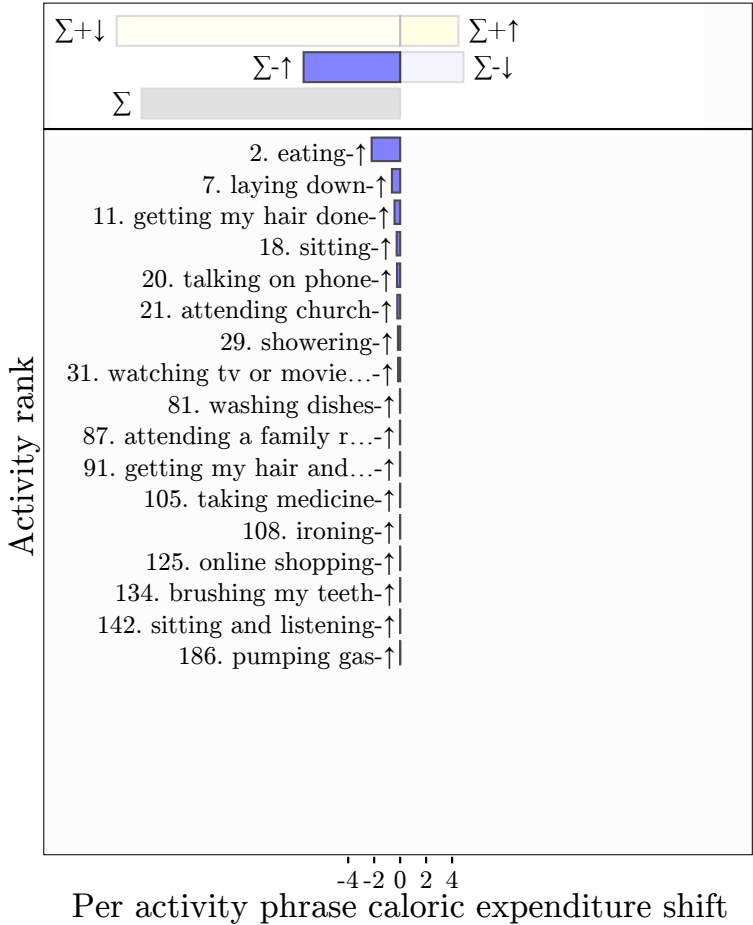 ∑+↓ ∑+↑
∑-↑ ∑-↓
∑
2. eating-↑
7. laying down-↑
11. getting my hair done-↑
18. sitting-↑
20. talking on phone-↑
21. attending church-↑
29. showering-↑
31. watching tv or movie…-↑
81. washing dishes-↑
87. attending a family r…-↑
91. getting my hair and…-↑
105. taking medicine-↑
108. ironing-↑
125. online shopping-↑
134. brushing my teeth-↑
142. sitting and listening-↑
186. pumping gas-↑
Activity rank
-4 -2 0 2 4
Per activity phrase caloric expenditure shift